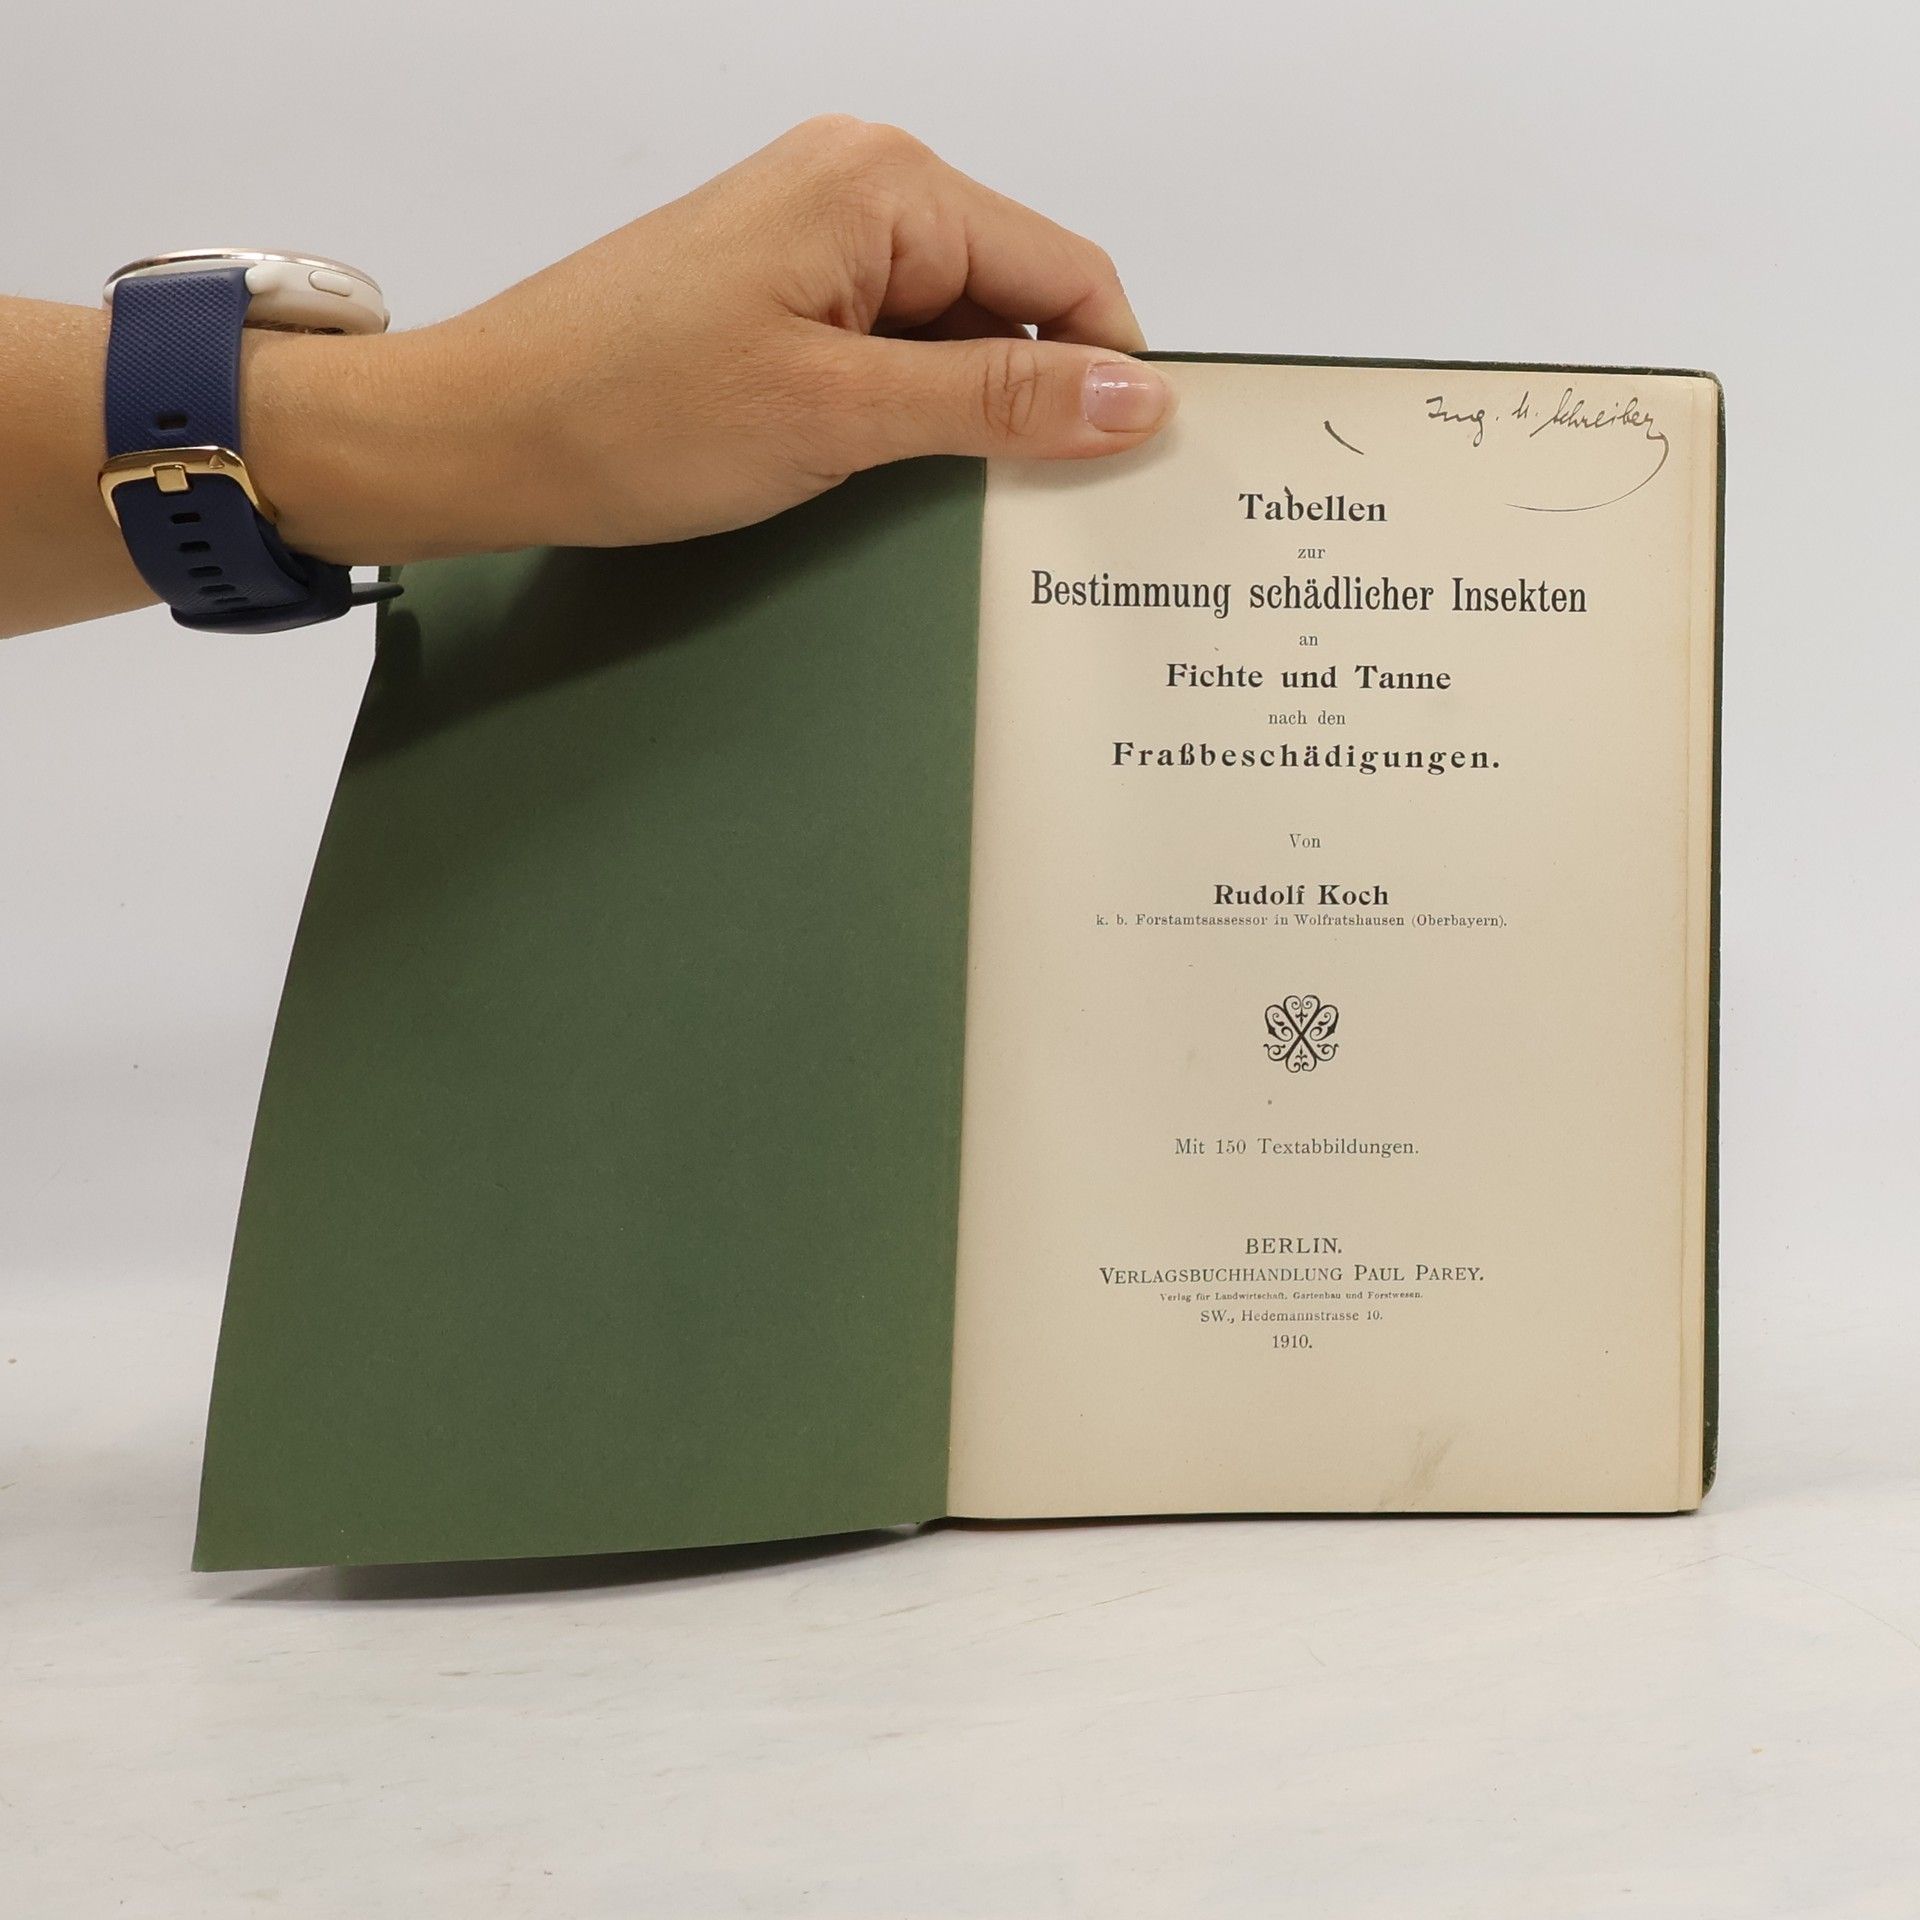 Ing. M. Schreiber
Tabellen
zur
Bestimmung schädlicher Insekten
an
Fichte und Tanne
nach den
Fraßbeschädigungen.
Von
Rudolf Koch
k. b. Forstamtsassessor in Wolfratshausen (Oberbayern).
Mit 150 Textabbildungen.
BERLIN.
VERLAGSBUCHHANDLUNG PAUL PAREY.
Verlag für Landwirtschaft, Gartenbau und Forstwesen.
SW., Hedemannstrasse 10.
1910.